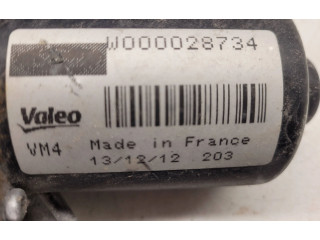 W000028734
Valeo
VM4 Made in France
13/12/12 203